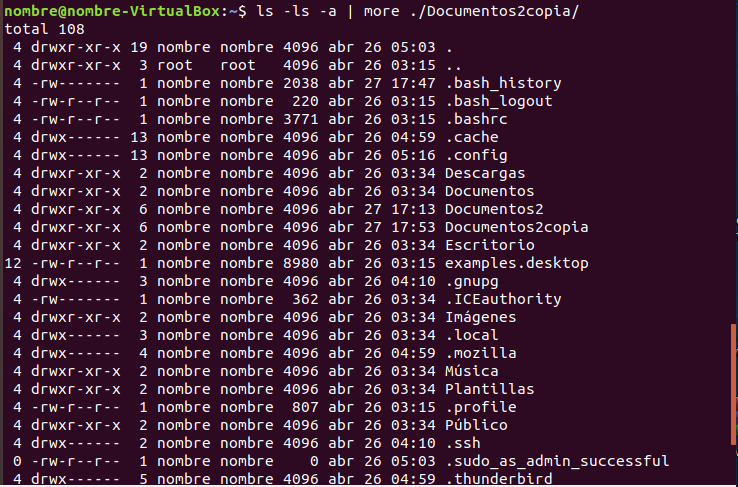 nombre@nombre-VirtualBox:~$ ls -ls -a | more ./Documentos2copia/
total 108
 4 drwxr-xr-x 19 nombre nombre 4096 abr 26 05:03 .
 4 drwxr-xr-x  3 root   root   4096 abr 26 03:15 ..
 4 -rw-------  1 nombre nombre 2038 abr 27 17:47 .bash_history
 4 -rw-r--r--  1 nombre nombre  220 abr 26 03:15 .bash_logout
 4 -rw-r--r--  1 nombre nombre 3771 abr 26 03:15 .bashrc
 4 drwx------ 13 nombre nombre 4096 abr 26 04:59 .cache
 4 drwx------ 13 nombre nombre 4096 abr 26 05:16 .config
 4 drwxr-xr-x  2 nombre nombre 4096 abr 26 03:34 Descargas
 4 drwxr-xr-x  2 nombre nombre 4096 abr 26 03:34 Documentos
 4 drwxr-xr-x  6 nombre nombre 4096 abr 27 17:13 Documentos2
 4 drwxr-xr-x  6 nombre nombre 4096 abr 27 17:53 Documentos2copia
 4 drwxr-xr-x  2 nombre nombre 4096 abr 26 03:34 Escritorio
12 -rw-r--r--  1 nombre nombre 8980 abr 26 03:15 examples.desktop
 4 drwx------  3 nombre nombre 4096 abr 26 04:10 .gnupg
 4 -rw-------  1 nombre nombre  362 abr 26 03:34 .ICEauthority
 4 drwxr-xr-x  2 nombre nombre 4096 abr 26 03:34 Imágenes
 4 drwx------  3 nombre nombre 4096 abr 26 03:34 .local
 4 drwx------  4 nombre nombre 4096 abr 26 04:59 .mozilla
 4 drwxr-xr-x  2 nombre nombre 4096 abr 26 03:34 Música
 4 drwxr-xr-x  2 nombre nombre 4096 abr 26 03:34 Plantillas
 4 -rw-r--r--  1 nombre nombre  807 abr 26 03:15 .profile
 4 drwxr-xr-x  2 nombre nombre 4096 abr 26 03:34 Público
 4 drwx------  2 nombre nombre 4096 abr 26 04:10 .ssh
 0 -rw-r--r--  1 nombre nombre    0 abr 26 05:03 .sudo_as_admin_successful
 4 drwx------  5 nombre nombre 4096 abr 26 04:59 .thunderbird